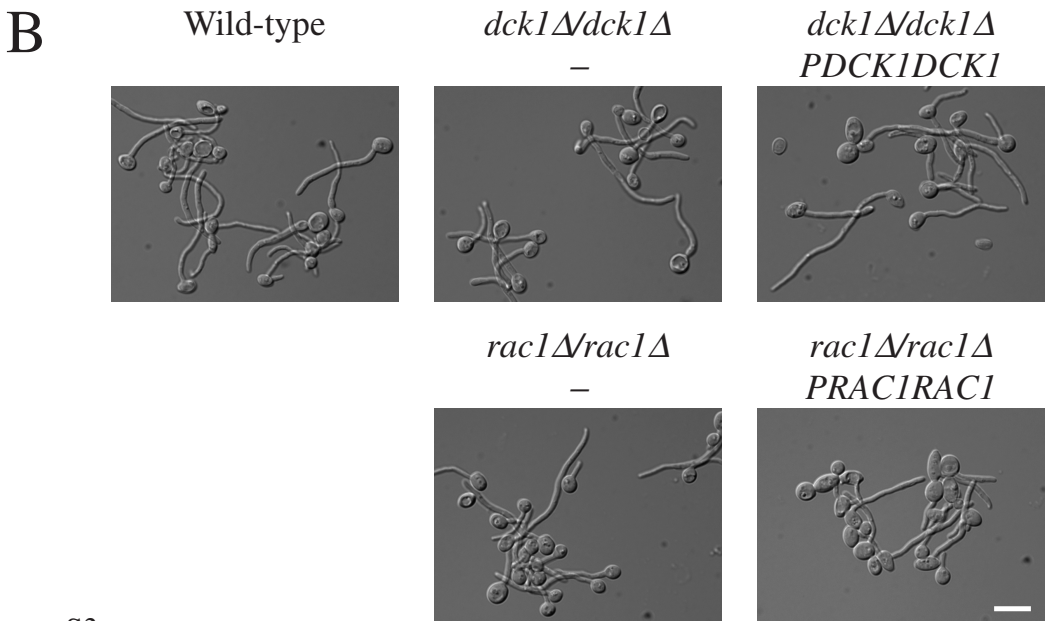 B
Wild-type
dck1Δ/dck1Δ
–
dck1Δ/dck1Δ
PDCK1DCK1
rac1Δ/rac1Δ
–
rac1Δ/rac1Δ
PRAC1RAC1